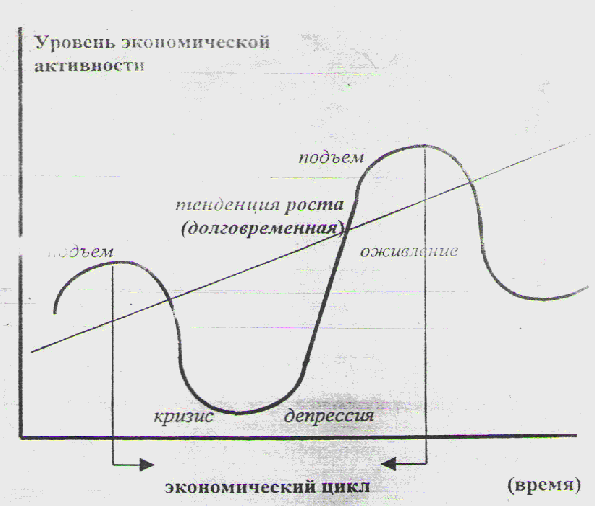 Уровень экономической
активности
подъем
тенденция роста
(долговременная)
подъем
оживление
кризис
депрессия
экономический цикл
(время)